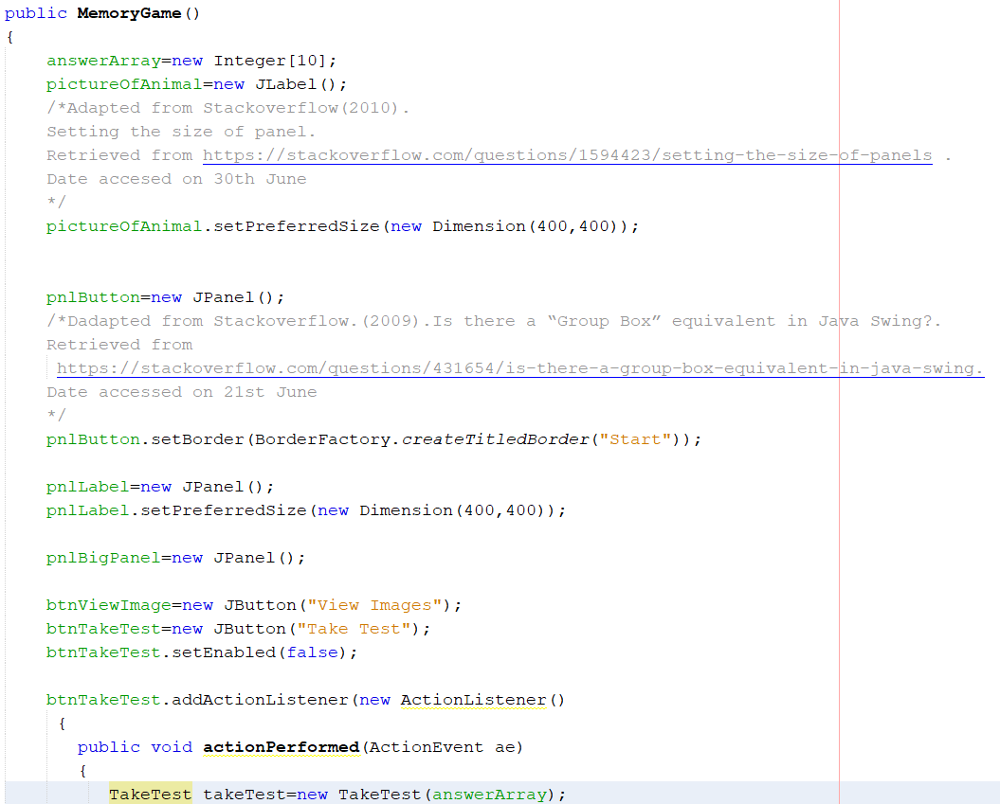 public MemoryGame()
{
answerArray=new Integer[10];
pictureOfAnimal=new JLabel();
/*Adapted from Stackoverflow(2010).
Setting the size of panel.
Retrieved from https://stackoverflow.com/questions/1594423/setting-the-size-of-panels .
Date accesed on 30th June
*/
pictureOfAnimal.setPreferredSize(new Dimension(400,400));
pnlButton=new JPanel();
/*Dadapted from Stackoverflow.(2009).Is there a “Group Box” equivalent in Java Swing?.
Retrieved from
https://stackoverflow.com/questions/431654/is-there-a-group-box-equivalent-in-java-swing.
Date accessed on 21st June
*/
pnlButton.setBorder(BorderFactory.createTitledBorder("Start"));
pnlLabel=new JPanel();
pnlLabel.setPreferredSize(new Dimension(400,400));
pnlBigPanel=new JPanel();
btnViewImage=new JButton("View Images");
btnTakeTest=new JButton("Take Test");
btnTakeTest.setEnabled(false);
btnTakeTest.addActionListener(new ActionListener()
{
public void actionPerformed(ActionEvent ae)
{
TakeTest takeTest=new TakeTest(answerArray);